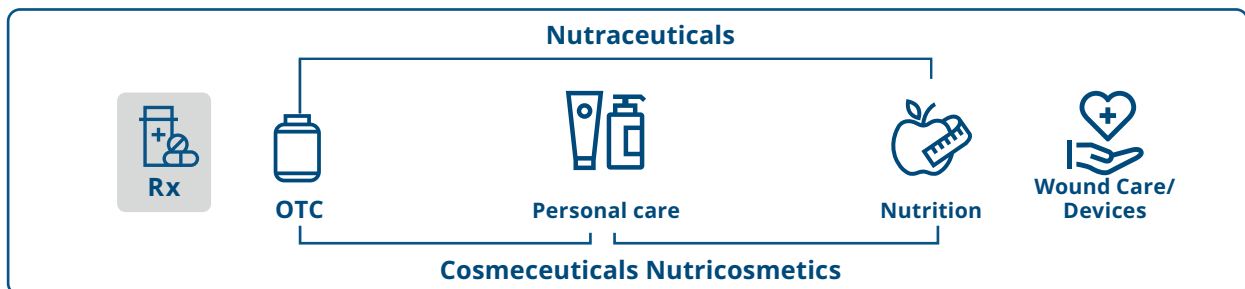 Nutraceuticals
Rx
OTC
Personal care
Nutrition
Wound Care/
Devices
Cosmeceuticals Nutricosmetics